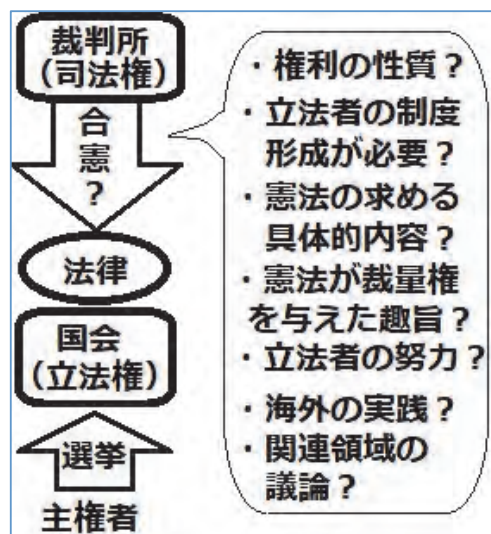 裁判所
（司法権）
合
憲
？
法律
国会
（立法権）
選挙
主権者
・権利の性質？
・立法者の制度
形成が必要？
・憲法の求める
具体的内容？
・憲法が裁量権
を与えた趣旨？
・立法者の努力？
・海外の実践？
・関連領域の
議論？